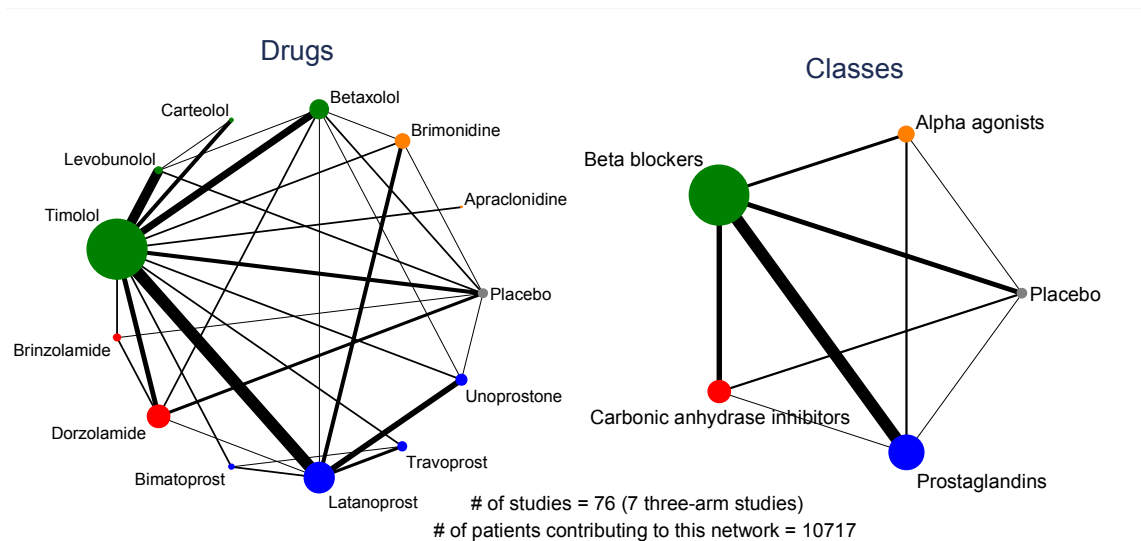 Drugs
Classes
Betaxolol
Carteolol
Brimonidine
Levobunolol
Apraclonidine
Timolol
Placebo
Brinzolamide
Unoprostone
Dorzolamide
Travoprost
Bimatoprost
Latanoprost
Alpha agonists
Beta blockers
Placebo
Carbonic anhydrase inhibitors
Prostaglandins
# of studies = 76 (7 three-arm studies)
# of patients contributing to this network = 10717